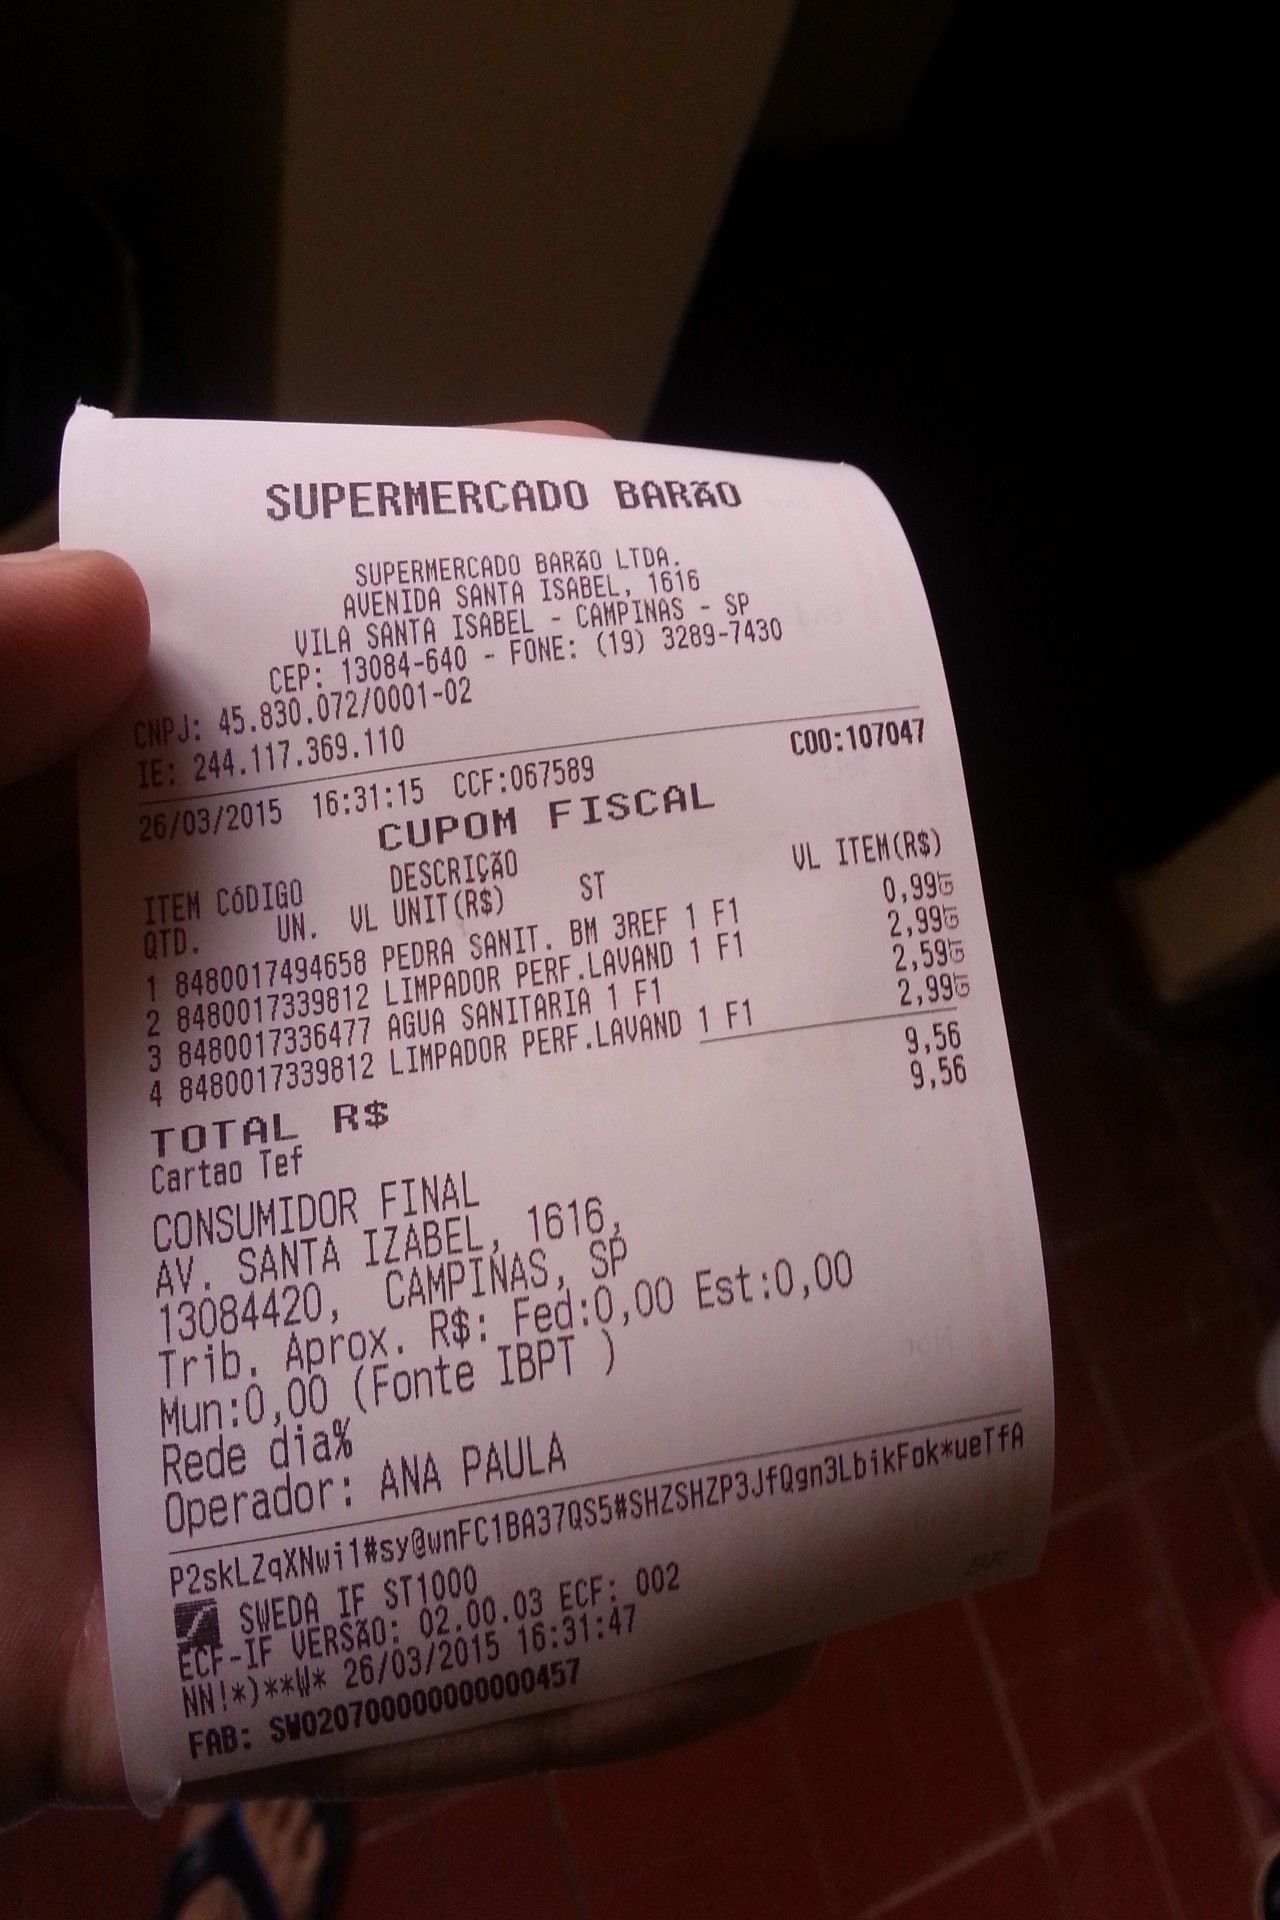 SUPERMERCADO BARãO
SUPERMERCADO BARãO LTDA.
AVENIDA SANTA ISABEL, 1616
VILA SANTA ISABEL - CAMPINAS - SP
CEP: 13084-640 - FONE: (19) 3289-7430
CNPJ: 45.830.072/0001-02
IE: 244.117.369.110
26/03/2015 16:31:15 CCF:067589 COO:107047
CUPOM FISCAL
ITEM CóDIGO DESCRIÇãO VL ITEM(R$)
QTD. UN. VL UNIT(R$) ST
1 8480017494658 PEDRA SANIT. BM 3REF 1 F1 0,99
2 8480017339812 LIMPADOR PERF.LAVAND 1 F1 2,99
3 8480017336477 AGUA SANITARIA 1 F1 2,59
4 8480017339812 LIMPADOR PERF.LAVAND 1 F1 2,99
TOTAL R$ 9,56
Cartao Tef 9,56
CONSUMIDOR FINAL
AV. SANTA IZABEL, 1616,
13084420, CAMPINAS, SP
Trib. Aprox. R$: Fed:0,00 Est:0,00
Mun:0,00 (Fonte IBPT )
Rede dia%
Operador: ANA PAULA
P2skLZqXNwi1#sy@wnFC1BA37QS5#SHZSHZP3JfQgn3LbikFok*ueTfA
SWEDA IF ST1000
ECF-IF VERSãO: 02.00.03 ECF: 002
NN!*)**W* 26/03/2015 16:31:47
FAB: SW020700000000000457